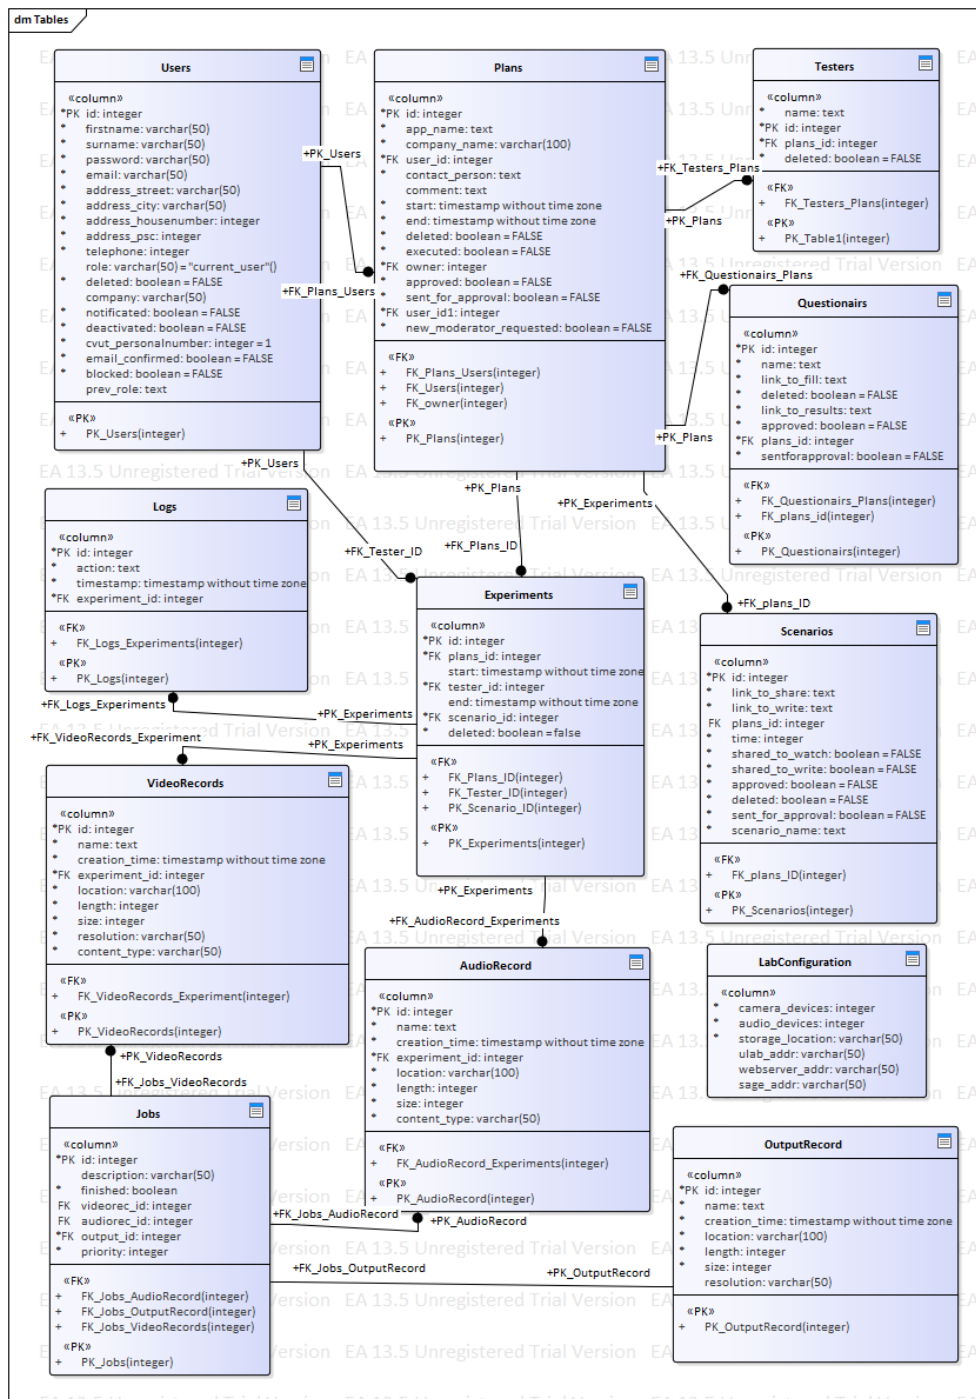 dm Tables
Users
«column»
*PK id: integer
* firstname: varchar(50)
* surname: varchar(50)
* password: varchar(50)
* email: varchar(50)
* address_street: varchar(50)
* address_city: varchar(50)
* address_housenumber: integer
* address_psc: integer
telephone: integer
role: varchar(50) = "current_user"()
* deleted: boolean = FALSE
company: varchar(50)
* notificated: boolean = FALSE
* deactivated: boolean = FALSE
* cvut_personalnumber: integer = 1
* email_confirmed: boolean = FALSE
* blocked: boolean = FALSE
prev_role: text
«PK»
+ PK_Users(integer)
Plans
«column»
*PK id: integer
* app_name: text
* company_name: varchar(100)
*FK user_id: integer
* contact_person: text
* comment: text
* start: timestamp without time zone
* end: timestamp without time zone
* deleted: boolean = FALSE
* executed: boolean = FALSE
*FK owner: integer
* approved: boolean = FALSE
* sent_for_approval: boolean = FALSE
*FK user_id1: integer
* new_moderator_requested: boolean = FALSE
«FK»
+ FK_Plans_Users(integer)
+ FK_Users(integer)
+ FK_owner(integer)
«PK»
+ PK_Plans(integer)
Testers
«column»
* name: text
*PK id: integer
*FK plans_id: integer
* deleted: boolean = FALSE
«FK»
+ FK_Testers_Plans(integer)
«PK»
+ PK_Table1(integer)
+PK_Users
+FK_Plans_Users
+FK_Testers_Plans
+PK_Plans
+FK_Questionairs_Plans
+PK_Plans
Questionairs
«column»
*PK id: integer
* name: text
* link_to_fill: text
* deleted: boolean = FALSE
* link_to_results: text
* approved: boolean = FALSE
*FK plans_id: integer
* sentforapproval: boolean = FALSE
«FK»
+ FK_Questionairs_Plans(integer)
+ FK_plans_id(integer)
«PK»
+ PK_Questionairs(integer)
+PK_Users
+FK_Tester_ID
+PK_Plans
+FK_Plans_ID
+PK_Experiments
+FK_plans_ID
Logs
«column»
*PK id: integer
* action: text
* timestamp: timestamp without time zone
*FK experiment_id: integer
«FK»
+ FK_Logs_Experiments(integer)
«PK»
+ PK_Logs(integer)
Experiments
«column»
*PK id: integer
*FK plans_id: integer
start: timestamp without time zone
*FK tester_id: integer
end: timestamp without time zone
*FK scenario_id: integer
* deleted: boolean = false
«FK»
+ FK_Plans_ID(integer)
+ FK_Tester_ID(integer)
+ PK_Scenario_ID(integer)
«PK»
+ PK_Experiments(integer)
Scenarios
«column»
*PK id: integer
* link_to_share: text
* link_to_write: text
FK plans_id: integer
* time: integer
* shared_to_watch: boolean = FALSE
* shared_to_write: boolean = FALSE
* approved: boolean = FALSE
* deleted: boolean = FALSE
* sent_for_approval: boolean = FALSE
* scenario_name: text
«FK»
+ FK_plans_ID(integer)
«PK»
+ PK_Scenarios(integer)
+FK_Logs_Experiments
+PK_Experiments
+FK_VideoRecords_Experiment
+PK_Experiments
VideoRecords
«column»
*PK id: integer
* name: text
* creation_time: timestamp without time zone
*FK experiment_id: integer
* location: varchar(100)
* length: integer
* size: integer
* resolution: varchar(50)
* content_type: varchar(50)
«FK»
+ FK_VideoRecords_Experiment(integer)
«PK»
+ PK_VideoRecords(integer)
+PK_Experiments
+FK_AudioRecord_Experiments
AudioRecord
«column»
*PK id: integer
* name: text
* creation_time: timestamp without time zone
*FK experiment_id: integer
* location: varchar(100)
* length: integer
* size: integer
* content_type: varchar(50)
«FK»
+ FK_AudioRecord_Experiments(integer)
«PK»
+ PK_AudioRecord(integer)
LabConfiguration
«column»
* camera_devices: integer
* audio_devices: integer
* storage_location: varchar(50)
ulab_addr: varchar(50)
webserver_addr: varchar(50)
sage_addr: varchar(50)
+PK_VideoRecords
+FK_Jobs_VideoRecords
Jobs
«column»
*PK id: integer
description: varchar(50)
* finished: boolean
FK videorec_id: integer
FK audiorec_id: integer
*FK output_id: integer
* priority: integer
«FK»
+ FK_Jobs_AudioRecord(integer)
+ FK_Jobs_OutputRecord(integer)
+ FK_Jobs_VideoRecords(integer)
«PK»
+ PK_Jobs(integer)
+FK_Jobs_AudioRecord
+PK_AudioRecord
+FK_Jobs_OutputRecord
+PK_OutputRecord
OutputRecord
«column»
*PK id: integer
* name: text
* creation_time: timestamp without time zone
* location: varchar(100)
* length: integer
* size: integer
resolution: varchar(50)
«PK»
+ PK_OutputRecord(integer)
EA 13.5 Unregistered Trial Version